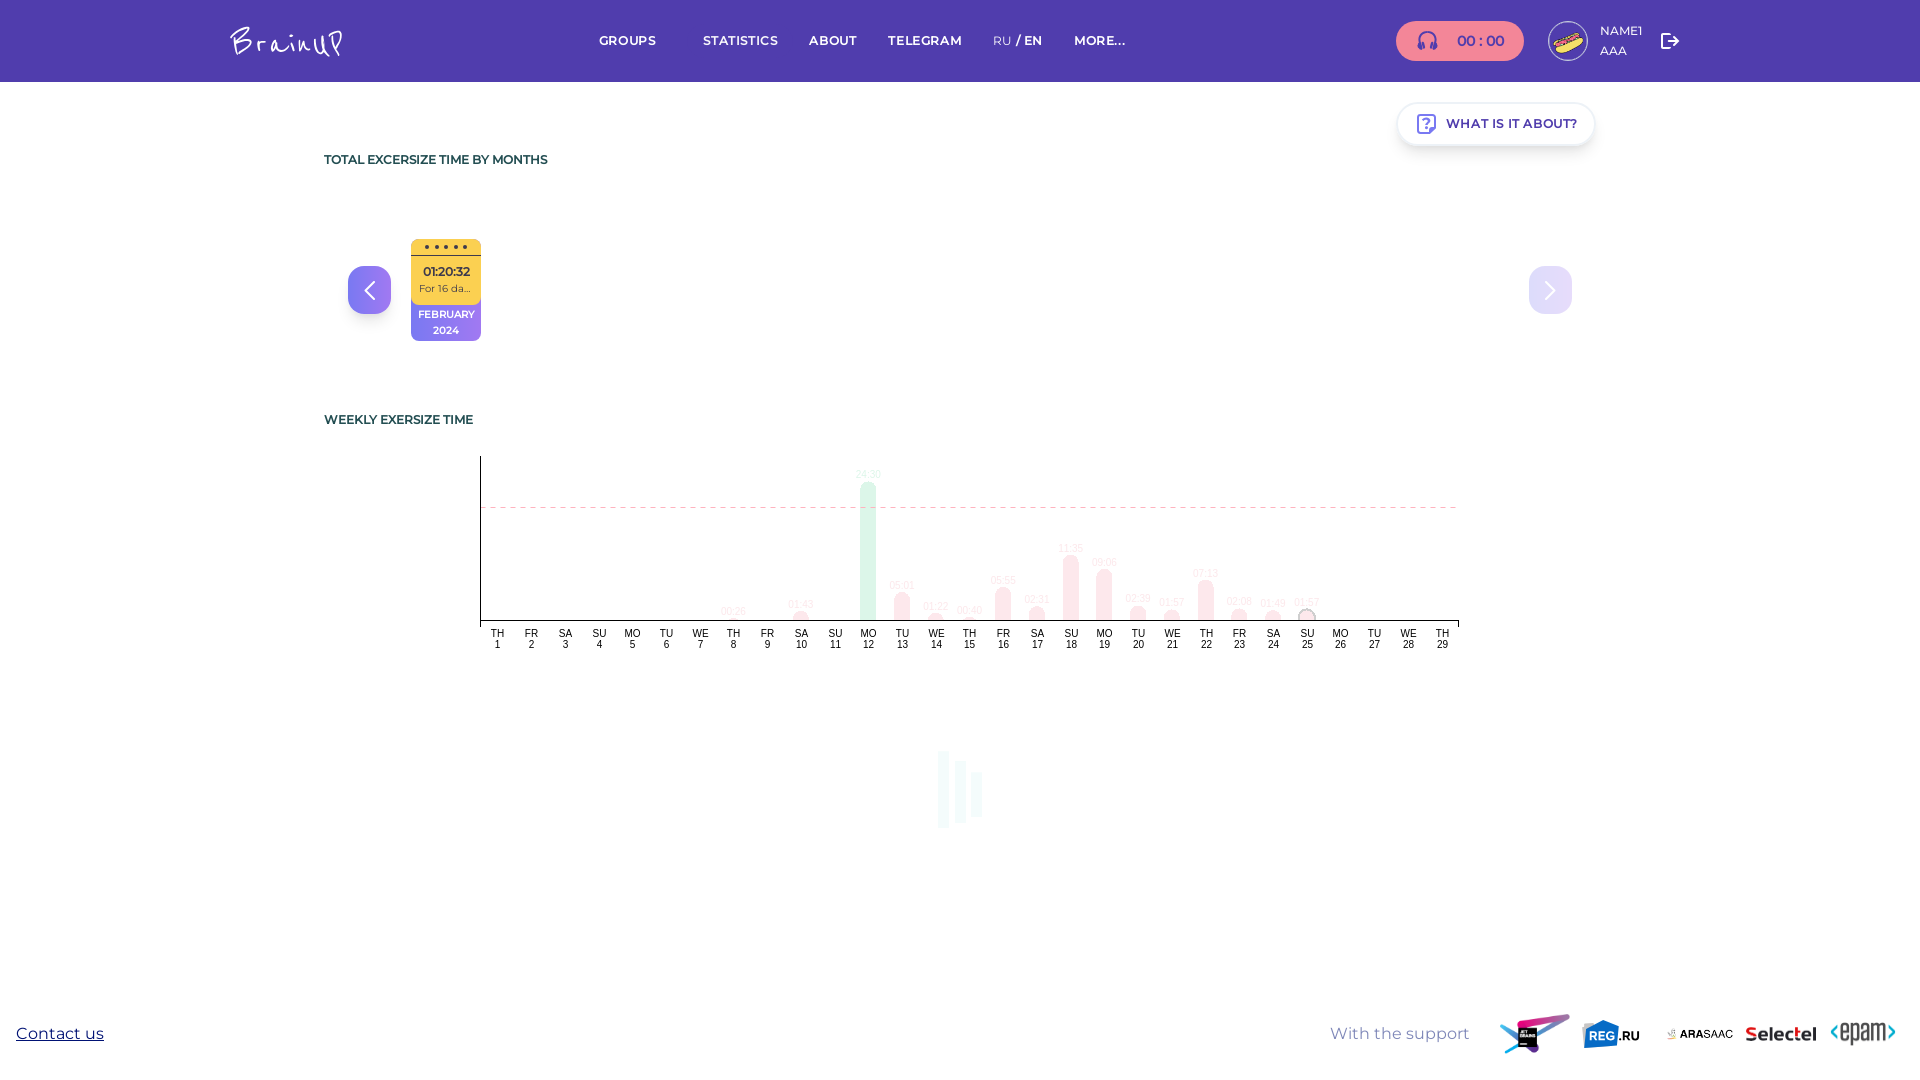 BrainUP
GROUPS STATISTICS ABOUT TELEGRAM RU / EN MORE...
00 : 00
NAME1
AAA
WHAT IS IT ABOUT?
TOTAL EXCERSIZE TIME BY MONTHS
01:20:32
For 16 da...
FEBRUARY
2024
WEEKLY EXERSIZE TIME
24:30
11:35
09:06
07:13
05:55
05:01
02:31 02:39 01:57 02:08 01:49 01:57
00:26 01:43 01:22 00:40
TH FR SA SU MO TU WE TH FR SA SU MO TU WE TH FR SA SU MO TU WE TH FR SA SU MO TU WE TH
1 2 3 4 5 6 7 8 9 10 11 12 13 14 15 16 17 18 19 20 21 22 23 24 25 26 27 28 29
Contact us
With the support
JET
BRAINS
REG.RU
ARASAAC
Selectel
<epam>